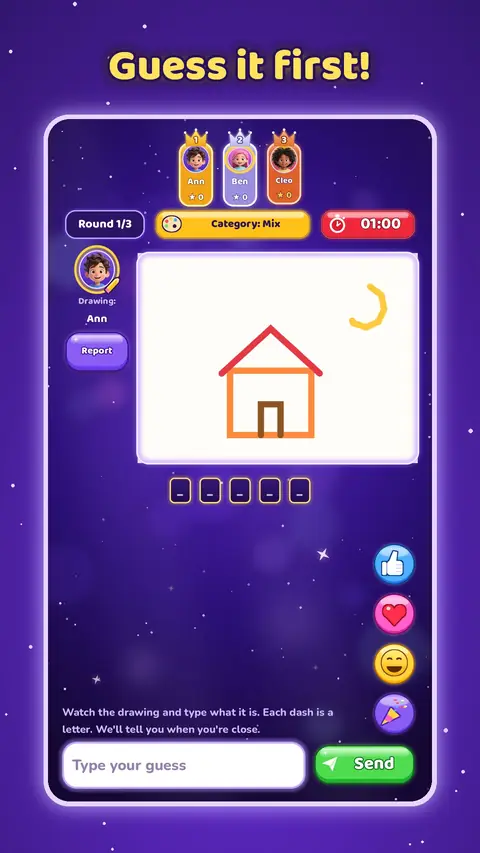 Guess it first!
1
2
3
Ann
Ben
Cleo
★ 0
★ 0
★ 0
Round 1/3
Category: Mix
01:00
Drawing:
Ann
Report
_ _ _ _ _
Watch the drawing and type what it is. Each dash is a
letter. We'll tell you when you're close.
Type your guess
Send